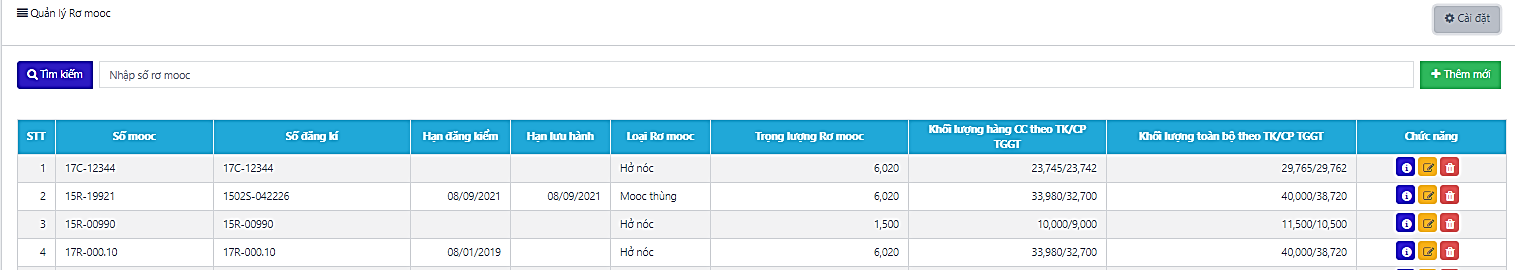 Quản lý Rơ mooc
Cài đặt
Tìm kiếm Nhập số rơ mooc Thêm mới
STT Số mooc Số đăng kí Hạn đăng kiểm Hạn lưu hành Loại Rơ mooc Trọng lượng Rơ mooc Khối lượng hàng CC theo TK/CP TGGT Khối lượng toàn bộ theo TK/CP TGGT Chức năng
1 17C-12344 17C-12344 Hở nóc 6,020 23,745/23,742 29,765/29,762
2 15R-19921 1502S-042226 08/09/2021 08/09/2021 Mooc thùng 6,020 33,980/32,700 40,000/38,720
3 15R-00990 15R-00990 Hở nóc 1,500 10,000/9,000 11,500/10,500
4 17R-000.10 17R-000.10 08/01/2019 Hở nóc 6,020 33,980/32,700 40,000/38,720